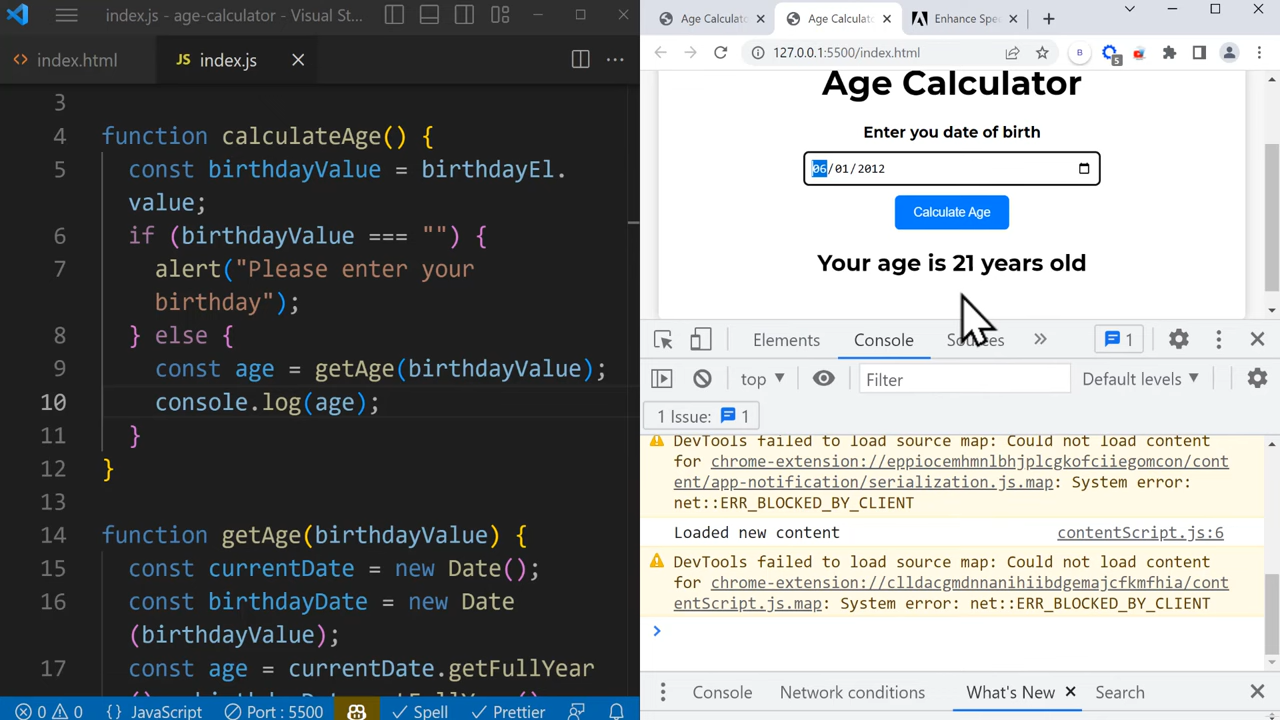 index.js - age-calculator - Visual St...
index.html
JS index.js
3
4 function calculateAge() {
5 const birthdayValue = birthdayEl.
value;
6 if (birthdayValue === "") {
7 alert("Please enter your
birthday");
8 } else {
9 const age = getAge(birthdayValue);
10 console.log(age);
11 }
12 }
13
14 function getAge(birthdayValue) {
15 const currentDate = new Date();
16 const birthdayDate = new Date
(birthdayValue);
17 const age = currentDate.getFullYear
0 0 {} JavaScript Port : 5500 Spell Prettier
Age Calculato
Age Calculato
Enhance Spe
127.0.0.1:5500/index.html
B
5
Age Calculator
Enter you date of birth
06/01/2012
Calculate Age
Your age is 21 years old
Elements Console Sources 1
top Filter Default levels
1 Issue: 1
DevTools failed to load source map: Could not load content
for chrome-extension://eppiocemhmnlbhjplcgkofciiegomcon/cont
ent/app-notification/serialization.js.map: System error:
net::ERR_BLOCKED_BY_CLIENT
Loaded new content contentScript.js:6
DevTools failed to load source map: Could not load content
for chrome-extension://clldacgmdnnanihiibdgemajcfkmfhia/cont
entScript.js.map: System error: net::ERR_BLOCKED_BY_CLIENT
Console Network conditions What's New Search